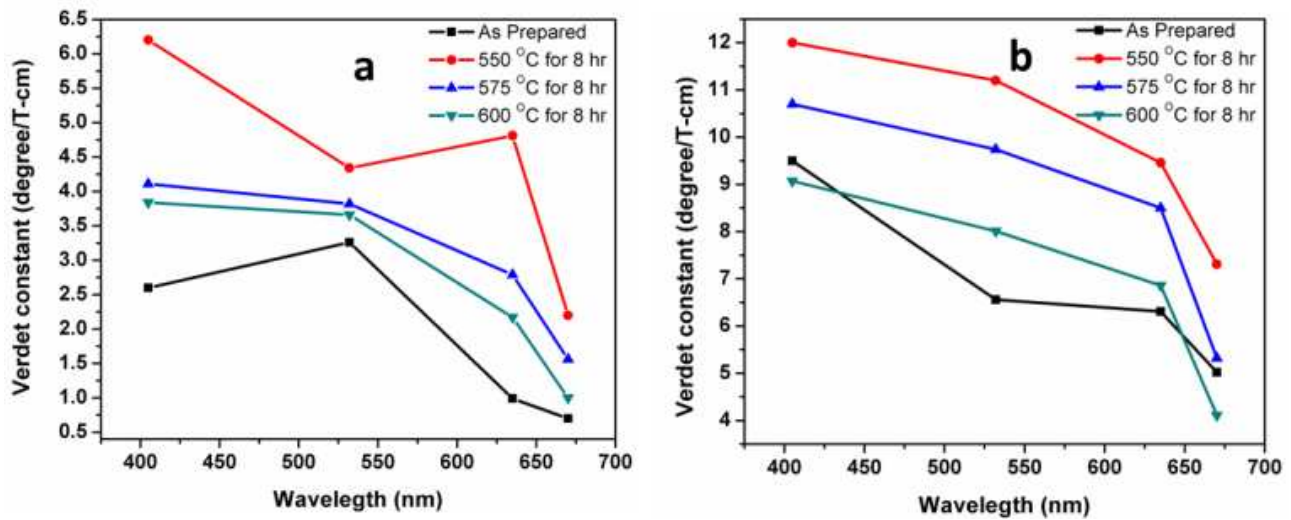 a
As Prepared
550 °C for 8 hr
575 °C for 8 hr
600 °C for 8 hr
Verdet constant (degree/T-cm)
6.5
6.0
5.5
5.0
4.5
4.0
3.5
3.0
2.5
2.0
1.5
1.0
0.5
400 450 500 550 600 650 700
Wavelegth (nm)
b
As Prepared
550 °C for 8 hr
575 °C for 8 hr
600 °C for 8 hr
Verdet constant (degree/T-cm)
12
11
10
9
8
7
6
5
4
400 450 500 550 600 650 700
Wavelegth (nm)